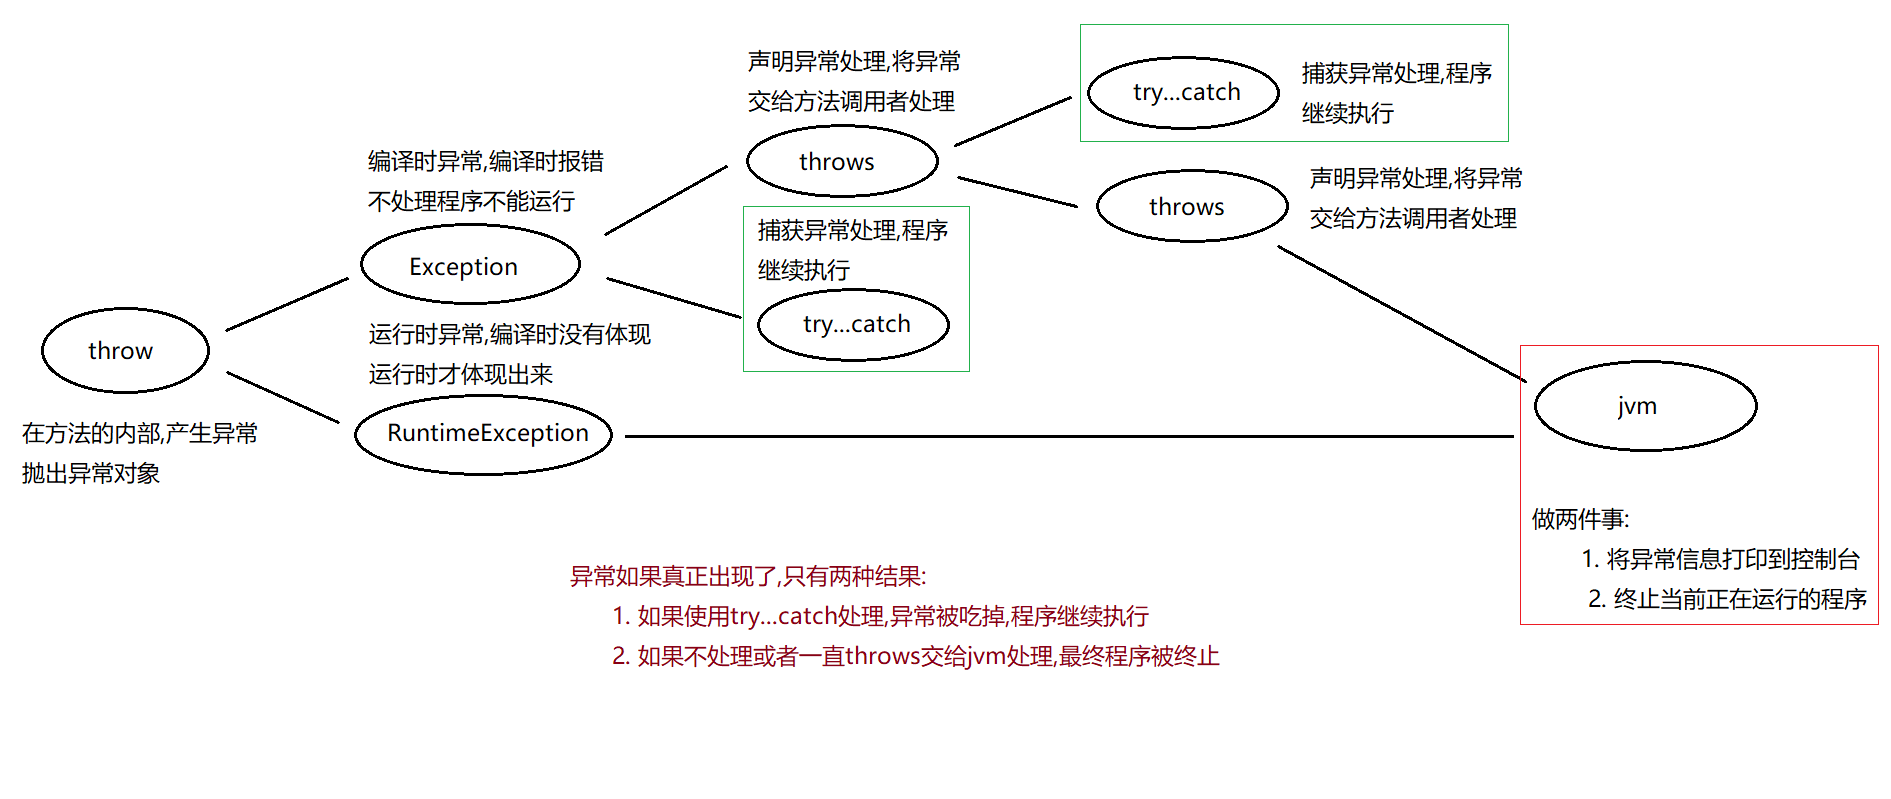 声明异常处理,将异常
交给方法调用者处理
throws
try...catch
捕获异常处理,程序
继续执行
throws
声明异常处理,将异常
交给方法调用者处理
编译时异常,编译时报错
不处理程序不能运行
Exception
捕获异常处理,程序
继续执行
try...catch
throw
在方法的内部,产生异常
抛出异常对象
运行时异常,编译时没有体现
运行时才体现出来
RuntimeException
jvm
做两件事:
1. 将异常信息打印到控制台
2. 终止当前正在运行的程序
异常如果真正出现了,只有两种结果:
1. 如果使用try...catch处理,异常被吃掉,程序继续执行
2. 如果不处理或者一直throws交给jvm处理,最终程序被终止